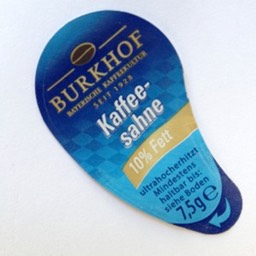 BURKHOF
BAYERISCHE KAFFEEKULTUR
SEIT 1928
Kaffee-
sahne
10% Fett
ultrahocherhitzt
Mindestens
haltbar bis:
siehe Boden
7,5g e